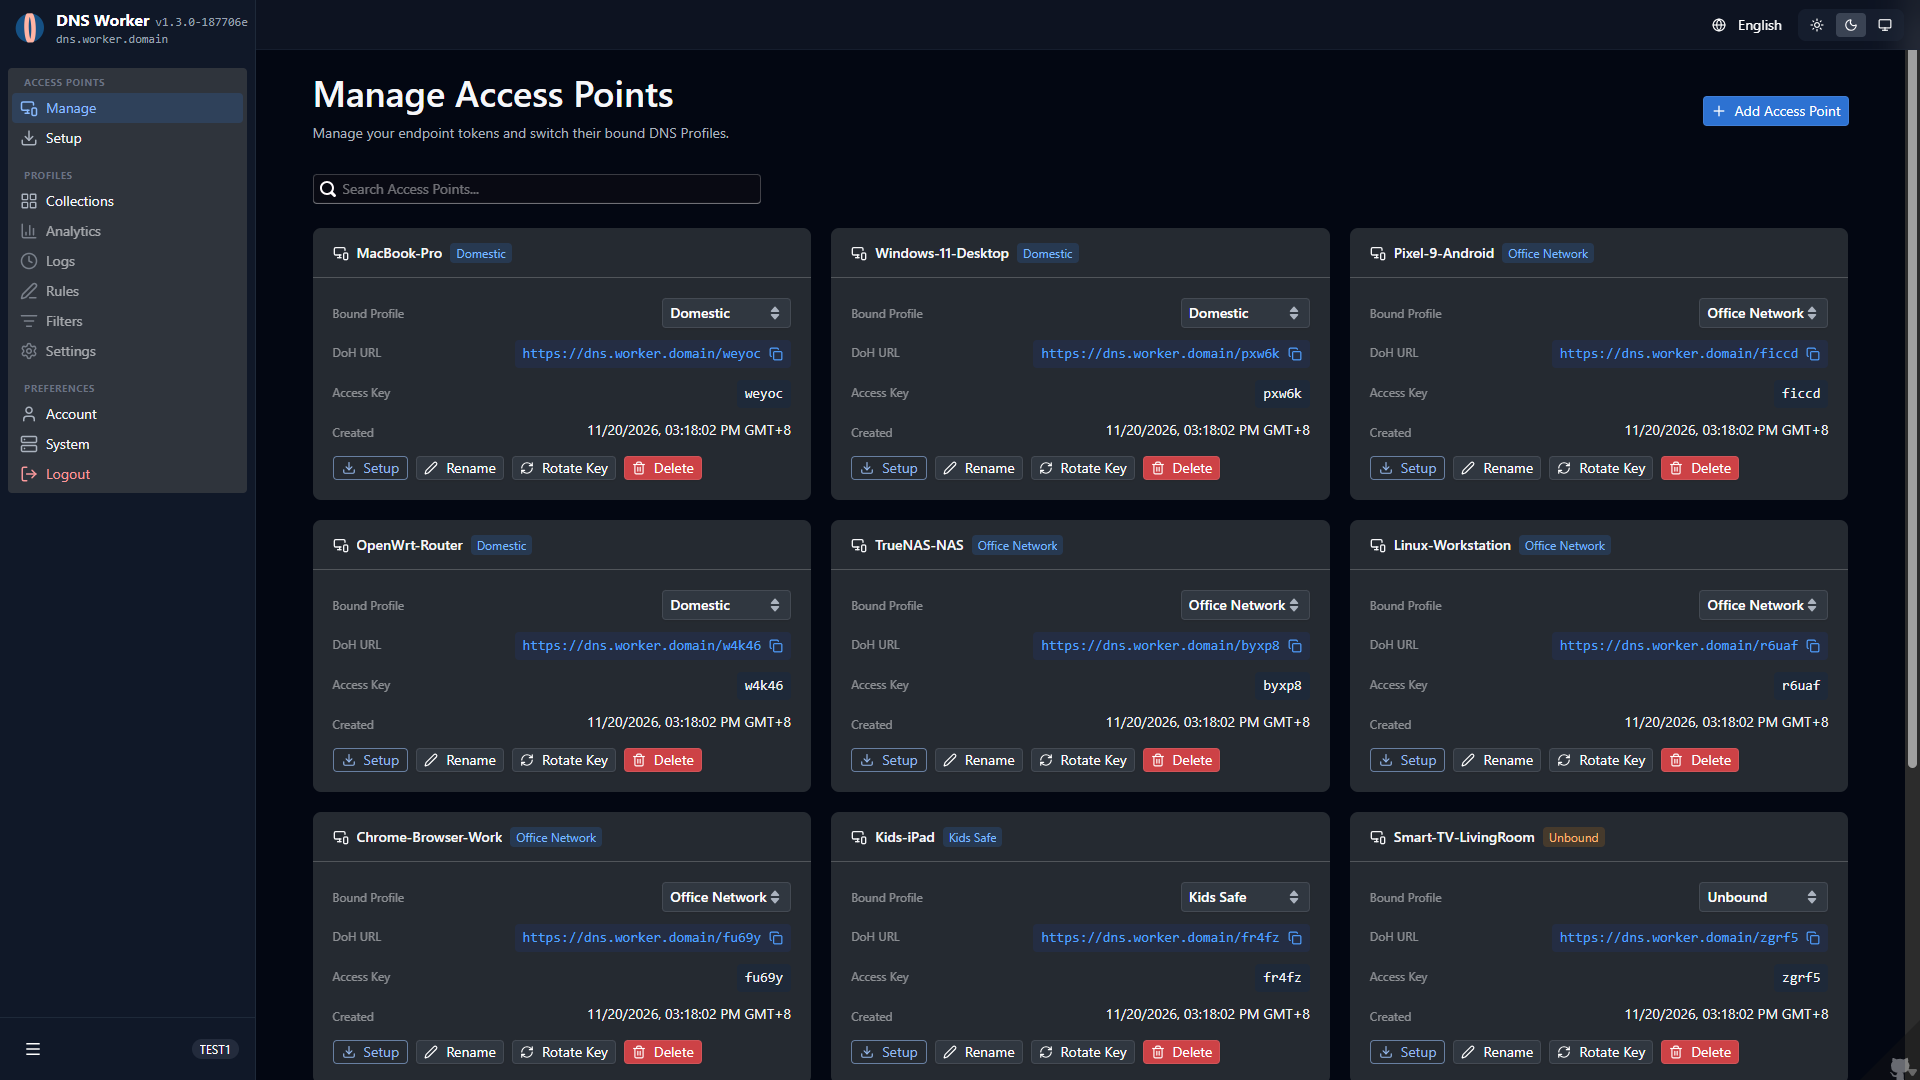 DNS Worker v1.3.0-187706e
dns.worker.domain
English
ACCESS POINTS
Manage
Setup
PROFILES
Collections
Analytics
Logs
Rules
Filters
Settings
PREFERENCES
Account
System
Logout
TEST1
Manage Access Points
Manage your endpoint tokens and switch their bound DNS Profiles.
Add Access Point
Search Access Points...
MacBook-Pro Domestic
Bound Profile Domestic
DoH URL https://dns.worker.domain/weyoc
Access Key weyoc
Created 11/20/2026, 03:18:02 PM GMT+8
Setup Rename Rotate Key Delete
Windows-11-Desktop Domestic
Bound Profile Domestic
DoH URL https://dns.worker.domain/pxw6k
Access Key pxw6k
Created 11/20/2026, 03:18:02 PM GMT+8
Setup Rename Rotate Key Delete
Pixel-9-Android Office Network
Bound Profile Office Network
DoH URL https://dns.worker.domain/ficcd
Access Key ficcd
Created 11/20/2026, 03:18:02 PM GMT+8
Setup Rename Rotate Key Delete
OpenWrt-Router Domestic
Bound Profile Domestic
DoH URL https://dns.worker.domain/w4k46
Access Key w4k46
Created 11/20/2026, 03:18:02 PM GMT+8
Setup Rename Rotate Key Delete
TrueNAS-NAS Office Network
Bound Profile Office Network
DoH URL https://dns.worker.domain/byxp8
Access Key byxp8
Created 11/20/2026, 03:18:02 PM GMT+8
Setup Rename Rotate Key Delete
Linux-Workstation Office Network
Bound Profile Office Network
DoH URL https://dns.worker.domain/r6uaf
Access Key r6uaf
Created 11/20/2026, 03:18:02 PM GMT+8
Setup Rename Rotate Key Delete
Chrome-Browser-Work Office Network
Bound Profile Office Network
DoH URL https://dns.worker.domain/fu69y
Access Key fu69y
Created 11/20/2026, 03:18:02 PM GMT+8
Setup Rename Rotate Key Delete
Kids-iPad Kids Safe
Bound Profile Kids Safe
DoH URL https://dns.worker.domain/fr4fz
Access Key fr4fz
Created 11/20/2026, 03:18:02 PM GMT+8
Setup Rename Rotate Key Delete
Smart-TV-LivingRoom Unbound
Bound Profile Unbound
DoH URL https://dns.worker.domain/zgrf5
Access Key zgrf5
Created 11/20/2026, 03:18:02 PM GMT+8
Setup Rename Rotate Key Delete